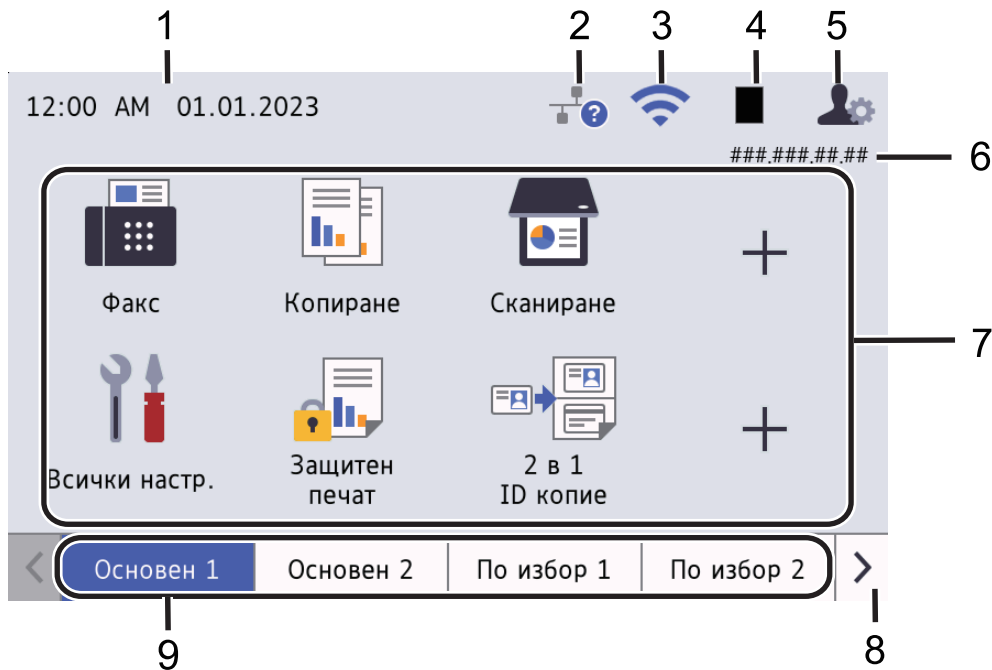 1 2 3 4 5
12:00 AM 01.01.2023
?
###.###.##.## 6
Факс Копиране Сканиране +
7
Всички настр. Защитен печат 2 в 1 ID копие +
Основен 1 Основен 2 По избор 1 По избор 2
9 8